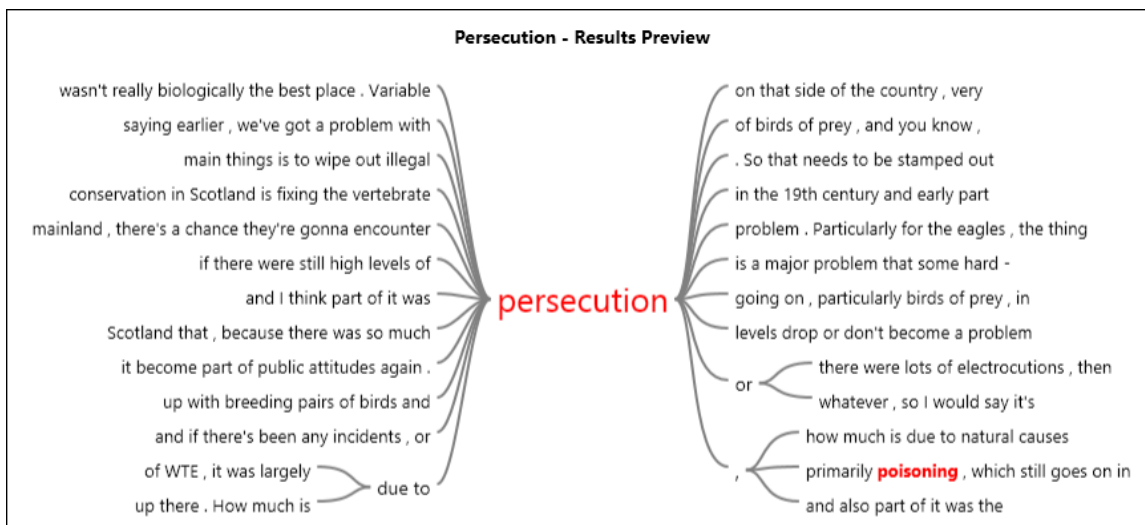 Persecution - Results Preview
wasn't really biologically the best place . Variable
saying earlier , we've got a problem with
main things is to wipe out illegal
conservation in Scotland is fixing the vertebrate
mainland , there's a chance they're gonna encounter
if there were still high levels of
and I think part of it was
Scotland that , because there was so much
it become part of public attitudes again .
up with breeding pairs of birds and
and if there's been any incidents , or
of WTE , it was largely
up there . How much is
due to
persecution
on that side of the country , very
of birds of prey , and you know ,
. So that needs to be stamped out
in the 19th century and early part
problem . Particularly for the eagles , the thing
is a major problem that some hard -
going on , particularly birds of prey , in
levels drop or don't become a problem
or
there were lots of electrocutions , then
whatever , so I would say it's
,
how much is due to natural causes
primarily poisoning , which still goes on in
and also part of it was the